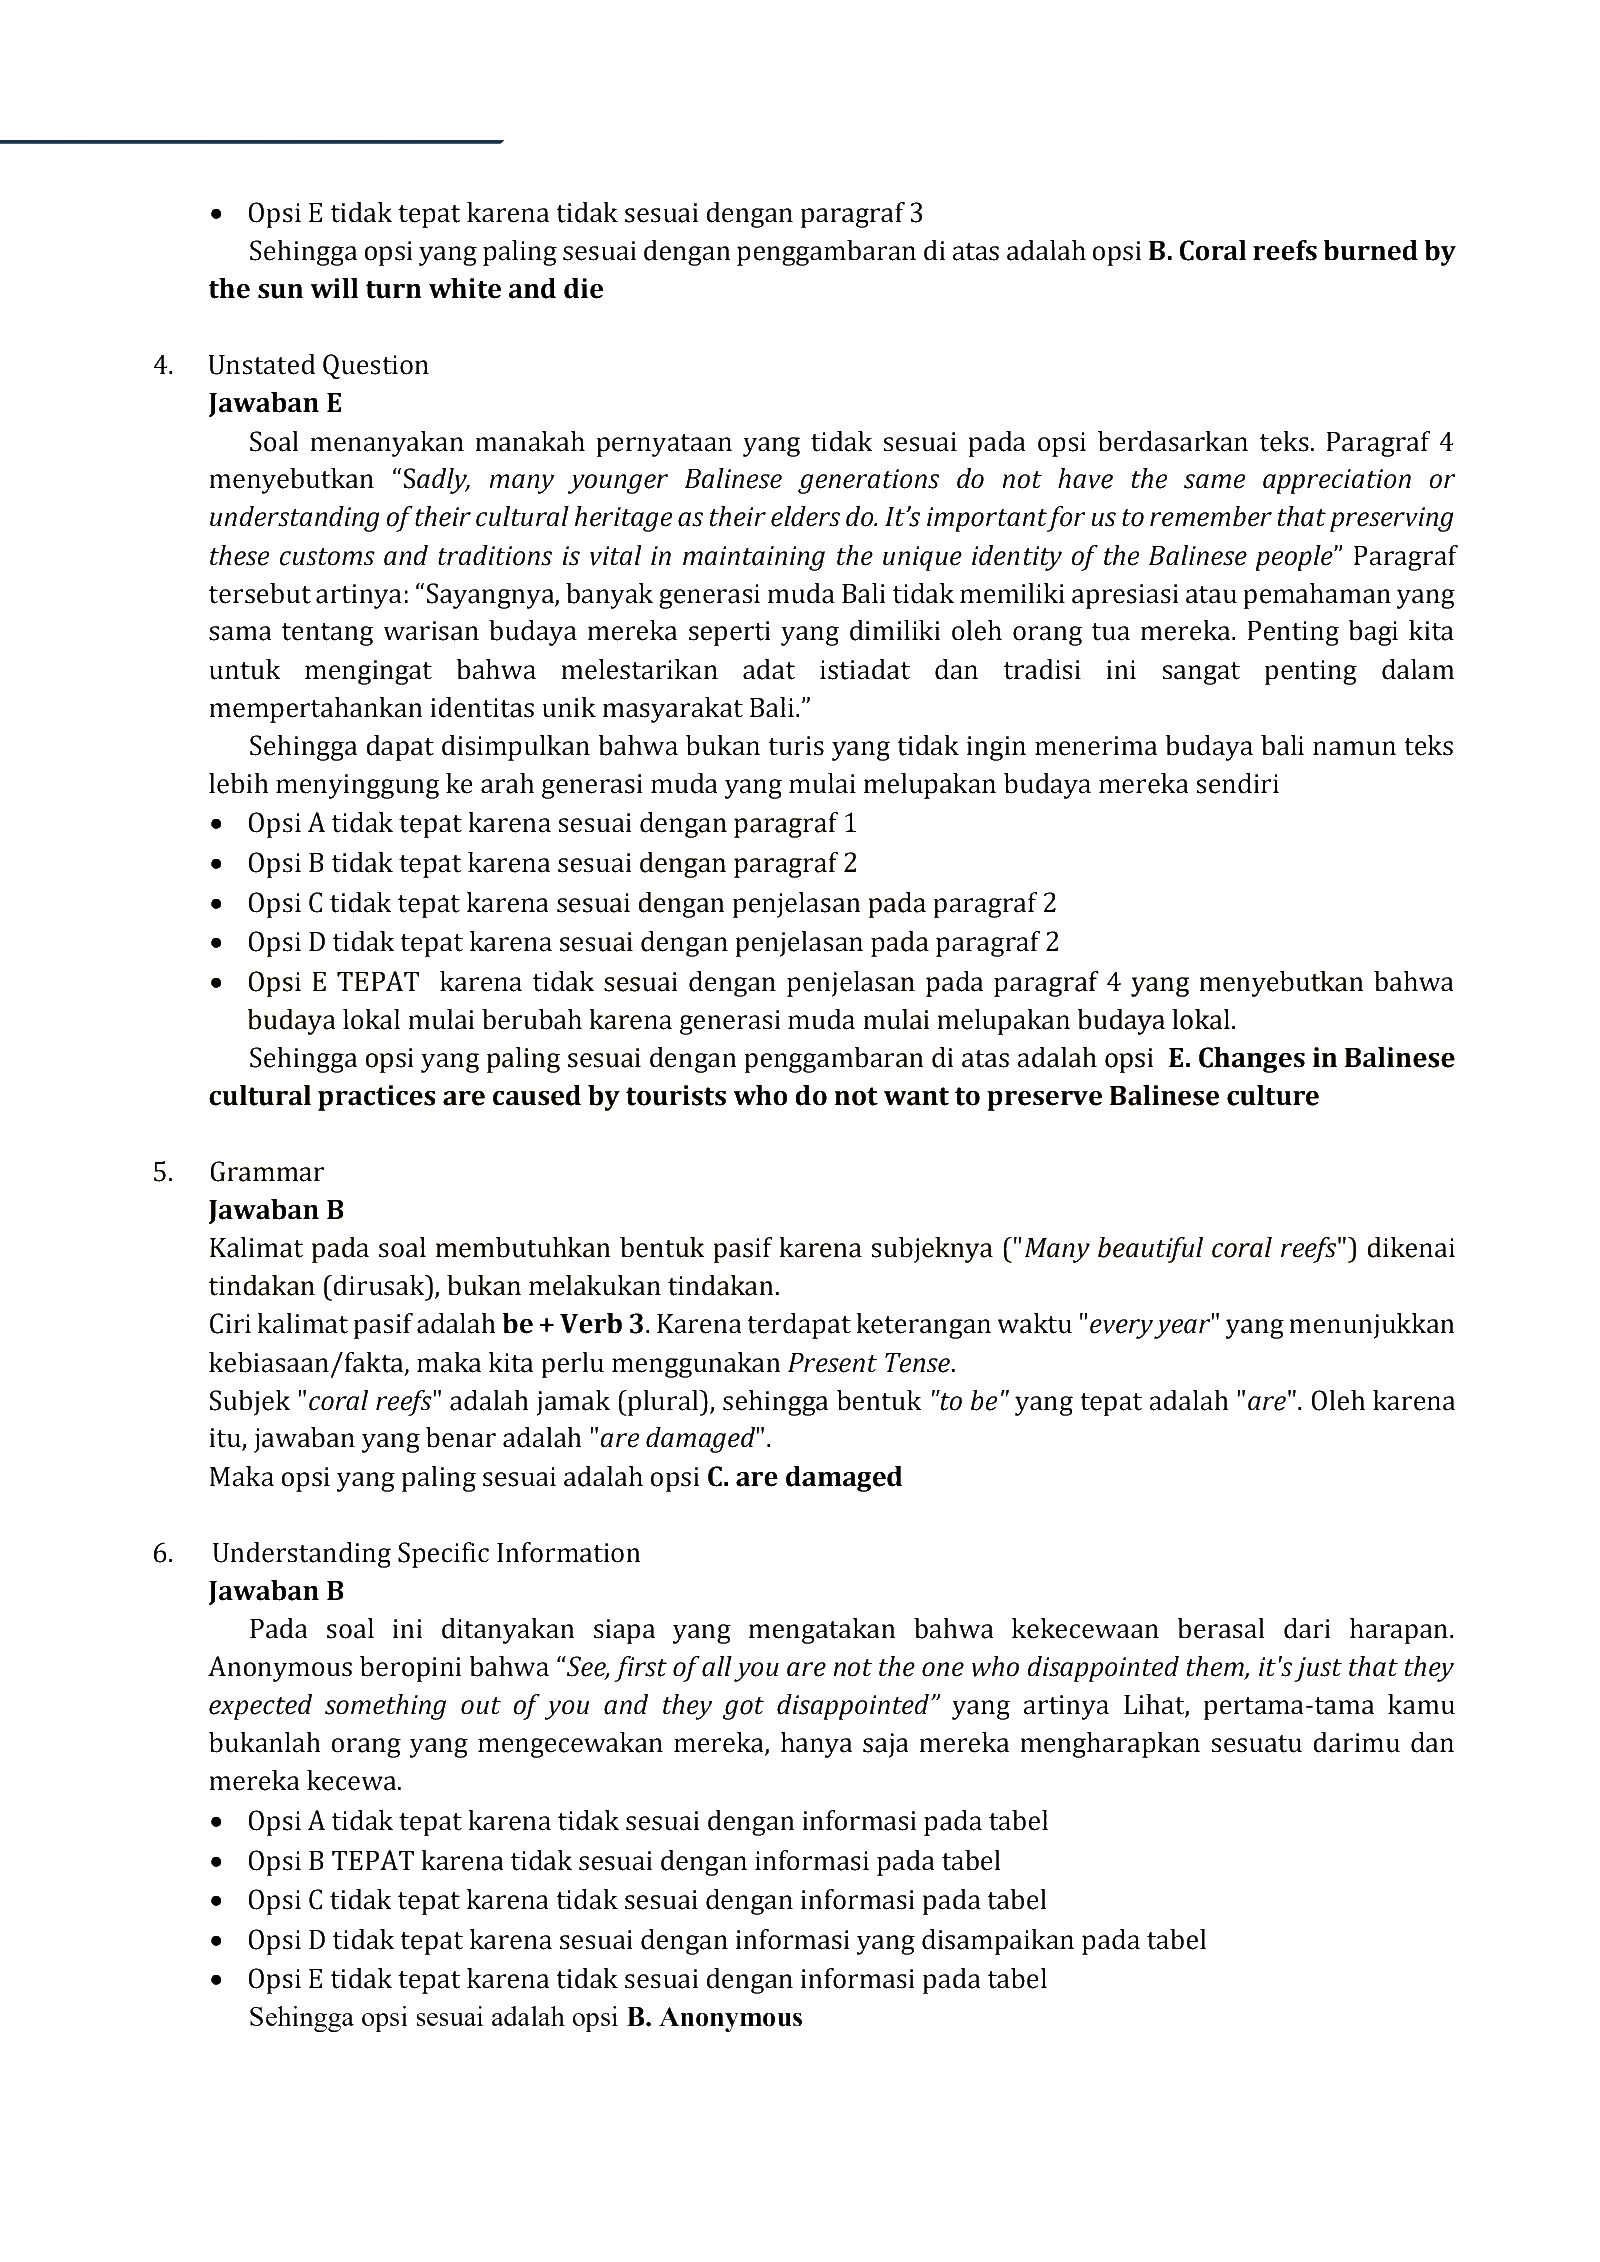 • Opsi E tidak tepat karena tidak sesuai dengan paragraf 3
Sehingga opsi yang paling sesuai dengan penggambaran di atas adalah opsi B. Coral reefs burned by
the sun will turn white and die
4. Unstated Question
Jawaban E
Soal menanyakan manakah pernyataan yang tidak sesuai pada opsi berdasarkan teks. Paragraf 4
menyebutkan “Sadly, many younger Balinese generations do not have the same appreciation or
understanding of their cultural heritage as their elders do. It’s important for us to remember that preserving
these customs and traditions is vital in maintaining the unique identity of the Balinese people” Paragraf
tersebut artinya: “Sayangnya, banyak generasi muda Bali tidak memiliki apresiasi atau pemahaman yang
sama tentang warisan budaya mereka seperti yang dimiliki oleh orang tua mereka. Penting bagi kita
untuk mengingat bahwa melestarikan adat istiadat dan tradisi ini sangat penting dalam
mempertahankan identitas unik masyarakat Bali.”
Sehingga dapat disimpulkan bahwa bukan turis yang tidak ingin menerima budaya bali namun teks
lebih menyinggung ke arah generasi muda yang mulai melupakan budaya mereka sendiri
• Opsi A tidak tepat karena sesuai dengan paragraf 1
• Opsi B tidak tepat karena sesuai dengan paragraf 2
• Opsi C tidak tepat karena sesuai dengan penjelasan pada paragraf 2
• Opsi D tidak tepat karena sesuai dengan penjelasan pada paragraf 2
• Opsi E TEPAT karena tidak sesuai dengan penjelasan pada paragraf 4 yang menyebutkan bahwa
budaya lokal mulai berubah karena generasi muda mulai melupakan budaya lokal.
Sehingga opsi yang paling sesuai dengan penggambaran di atas adalah opsi E. Changes in Balinese
cultural practices are caused by tourists who do not want to preserve Balinese culture
5. Grammar
Jawaban B
Kalimat pada soal membutuhkan bentuk pasif karena subjeknya ("Many beautiful coral reefs") dikenai
tindakan (dirusak), bukan melakukan tindakan.
Ciri kalimat pasif adalah be + Verb 3. Karena terdapat keterangan waktu "every year" yang menunjukkan
kebiasaan/fakta, maka kita perlu menggunakan Present Tense.
Subjek "coral reefs" adalah jamak (plural), sehingga bentuk "to be" yang tepat adalah "are". Oleh karena
itu, jawaban yang benar adalah "are damaged".
Maka opsi yang paling sesuai adalah opsi C. are damaged
6. Understanding Specific Information
Jawaban B
Pada soal ini ditanyakan siapa yang mengatakan bahwa kekecewaan berasal dari harapan.
Anonymous beropini bahwa “See, first of all you are not the one who disappointed them, it's just that they
expected something out of you and they got disappointed” yang artinya Lihat, pertama-tama kamu
bukanlah orang yang mengecewakan mereka, hanya saja mereka mengharapkan sesuatu darimu dan
mereka kecewa.
• Opsi A tidak tepat karena tidak sesuai dengan informasi pada tabel
• Opsi B TEPAT karena tidak sesuai dengan informasi pada tabel
• Opsi C tidak tepat karena tidak sesuai dengan informasi pada tabel
• Opsi D tidak tepat karena sesuai dengan informasi yang disampaikan pada tabel
• Opsi E tidak tepat karena tidak sesuai dengan informasi pada tabel
Sehingga opsi sesuai adalah opsi B. Anonymous